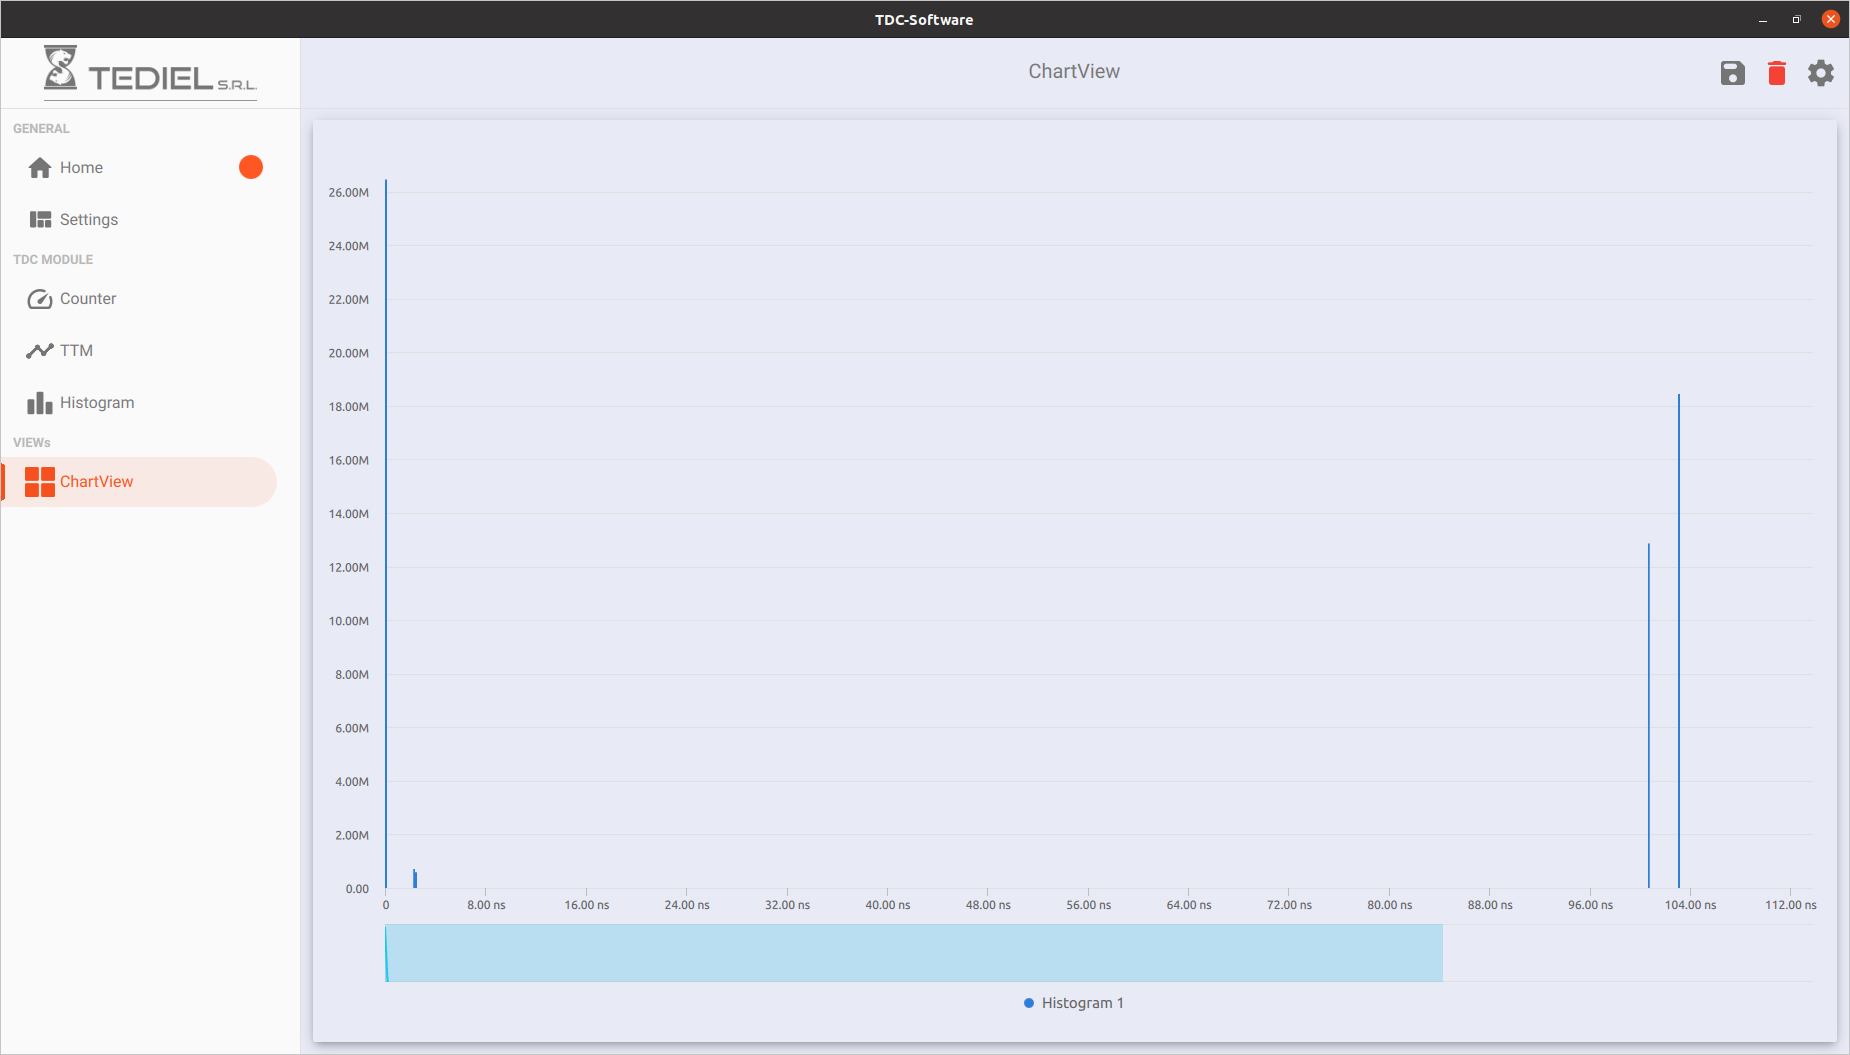 TDC-Software
TEDIEL S.R.L.
ChartView
GENERAL
Home
Settings
TDC MODULE
Counter
TTM
Histogram
VIEWs
ChartView
26.00M
24.00M
22.00M
20.00M
18.00M
16.00M
14.00M
12.00M
10.00M
8.00M
6.00M
4.00M
2.00M
0.00
0 8.00 ns 16.00 ns 24.00 ns 32.00 ns 40.00 ns 48.00 ns 56.00 ns 64.00 ns 72.00 ns 80.00 ns 88.00 ns 96.00 ns 104.00 ns 112.00 ns
Histogram 1